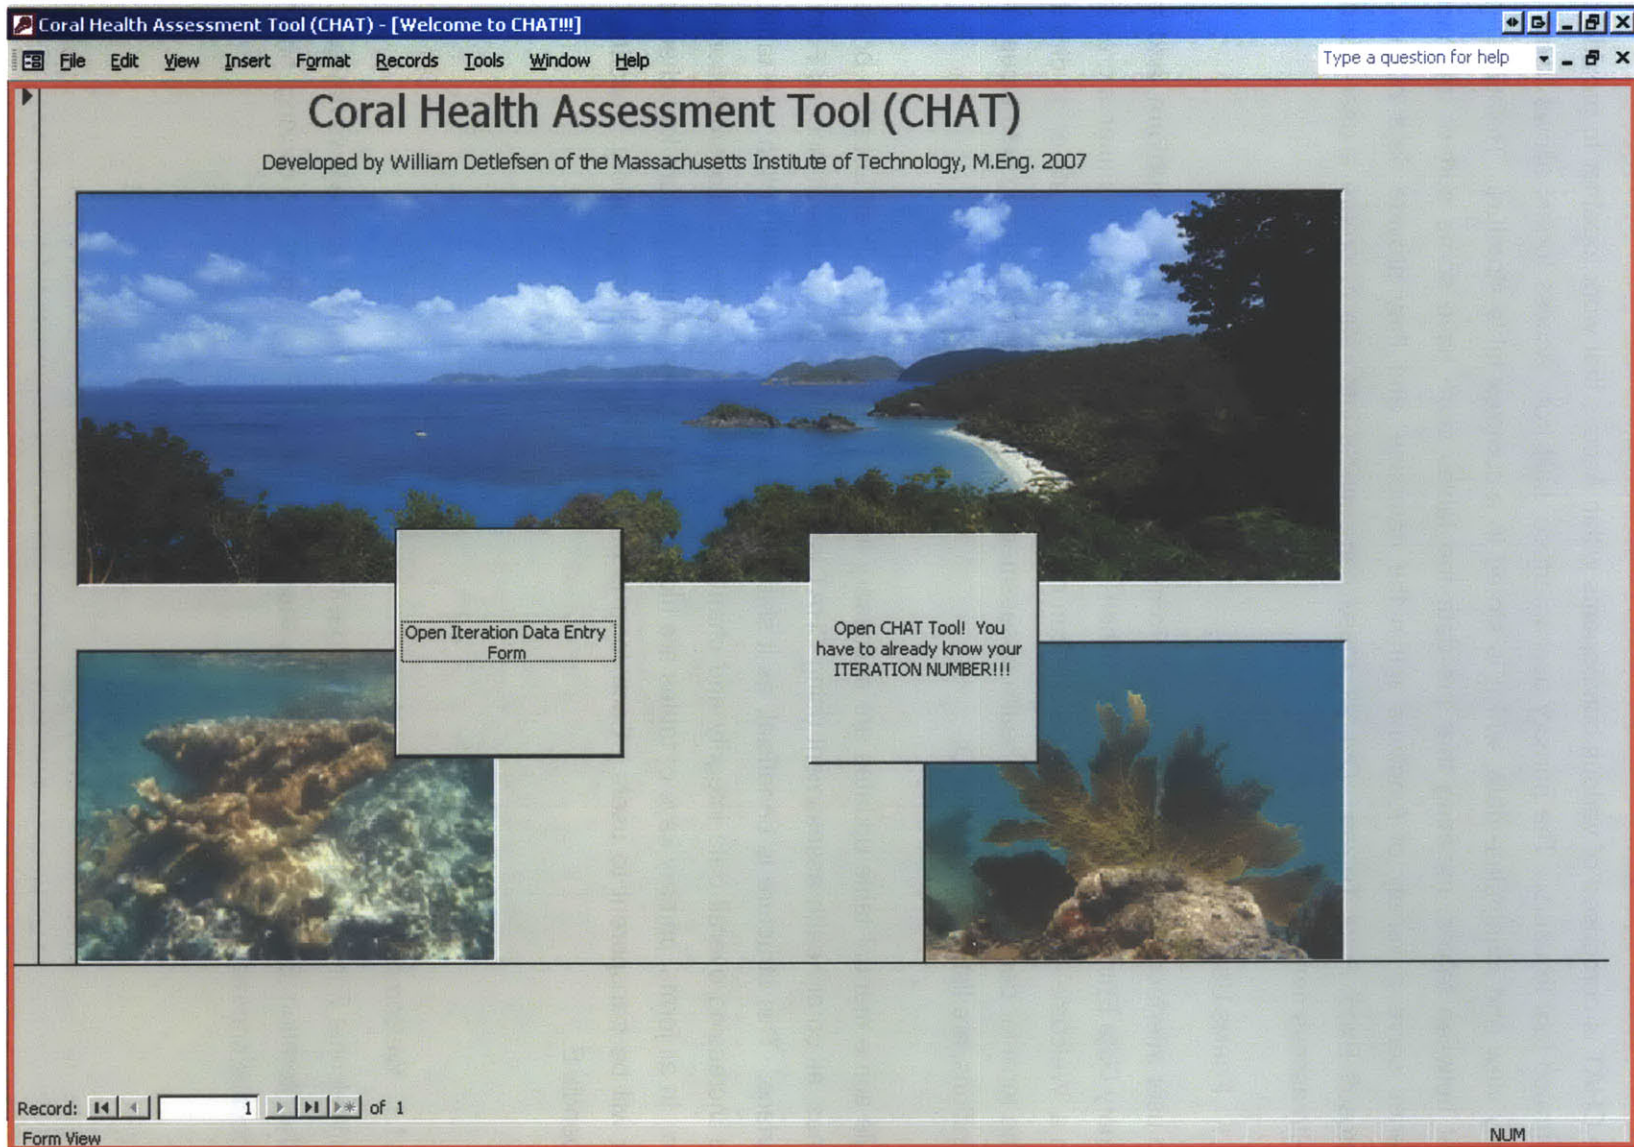 Coral Health Assessment Tool (CHAT) - [Welcome to CHAT!!!]
File Edit View Insert Format Records Tools Window Help
Type a question for help
Coral Health Assessment Tool (CHAT)
Developed by William Detlefsen of the Massachusetts Institute of Technology, M.Eng. 2007
Open Iteration Data Entry
Form
Open CHAT Tool! You
have to already know your
ITERATION NUMBER!!!
Record: 1 of 1
Form View
NUM